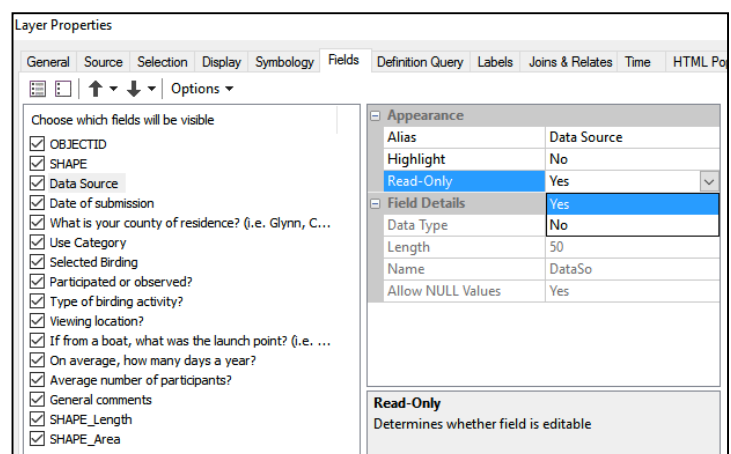 Layer Properties
General Source Selection Display Symbology Fields Definition Query Labels Joins & Relates Time HTML Po
Options
Choose which fields will be visible
OBJECTID
SHAPE
Data Source
Date of submission
What is your county of residence? (i.e. Glynn, C...
Use Category
Selected Birding
Participated or observed?
Type of birding activity?
Viewing location?
If from a boat, what was the launch point? (i.e. ...
On average, how many days a year?
Average number of participants?
General comments
SHAPE_Length
SHAPE_Area
Appearance
Alias Data Source
Highlight No
Read-Only Yes
Field Details Yes
Data Type No
Length 50
Name DataSo
Allow NULL Values Yes
Read-Only
Determines whether field is editable